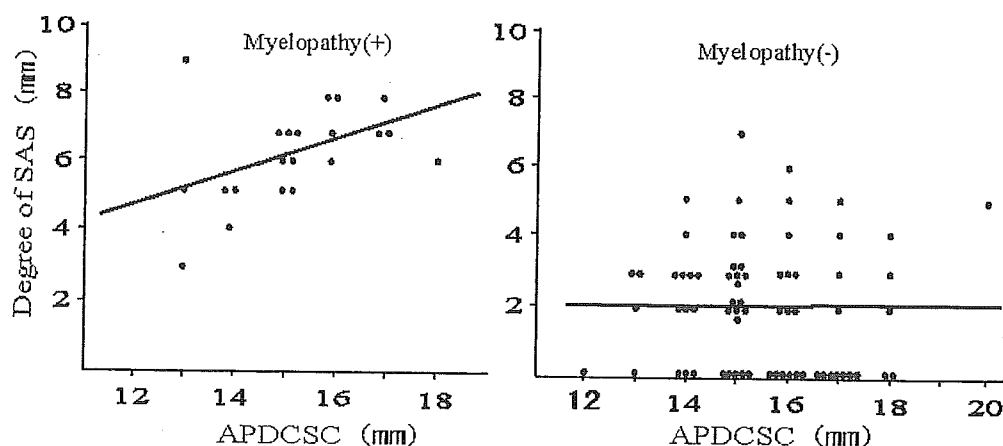 Myelopathy(+)
Degree of SAS (mm)
10
8
6
4
2
12 14 16 18
APDCSC (mm)
Myelopathy(-)
10
8
6
4
2
12 14 16 18 20
APDCSC (mm)